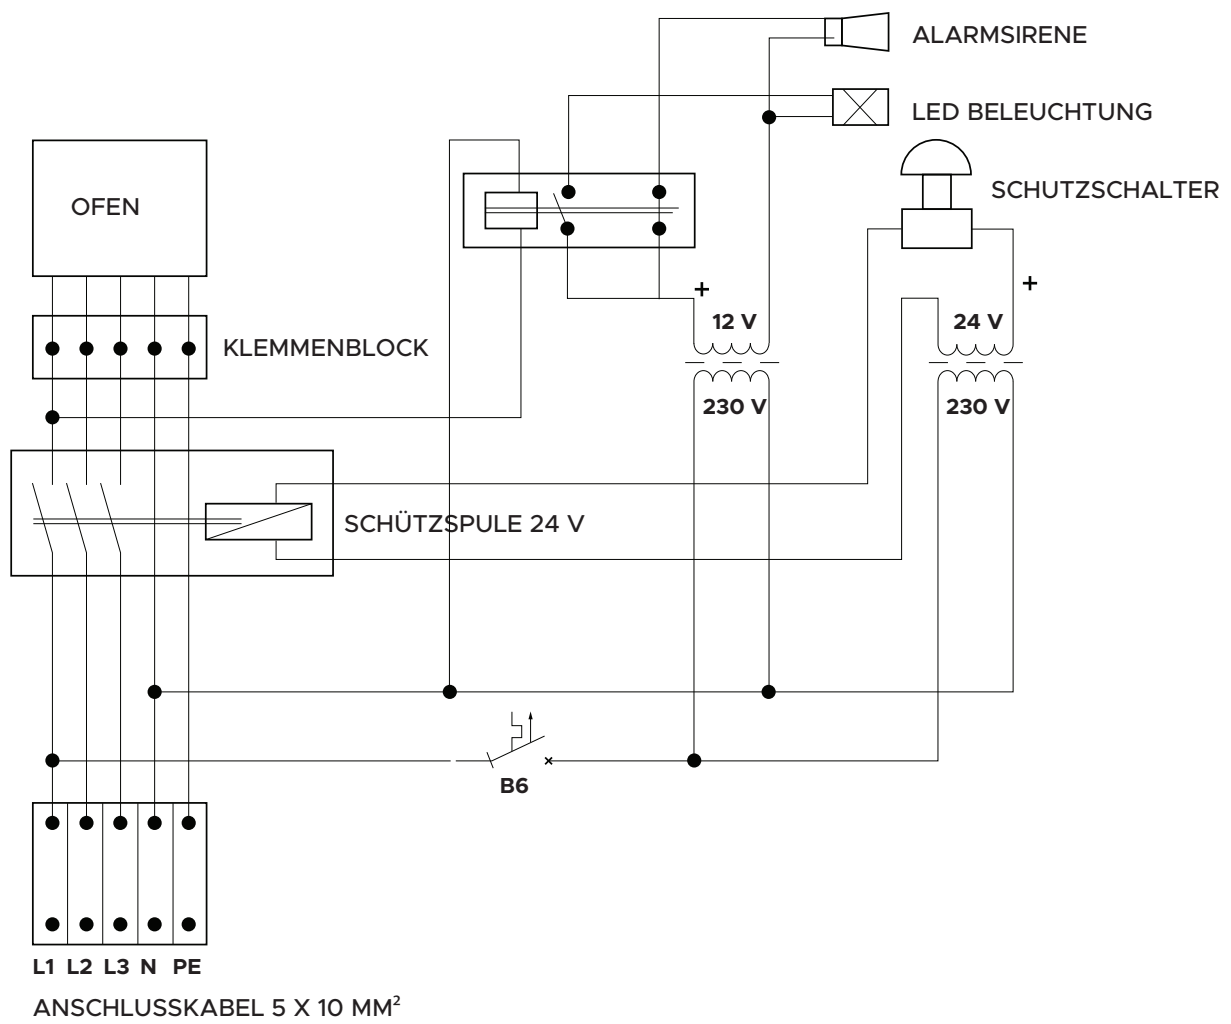 ALARMSIRENE
LED BELEUCHTUNG
SCHUTZSCHALTER
OFEN
+
+
12 V
24 V
KLEMMENBLOCK
230 V
230 V
SCHÜTZSPULE 24 V
B6
L1 L2 L3 N PE
ANSCHLUSSKABEL 5 X 10 MM²